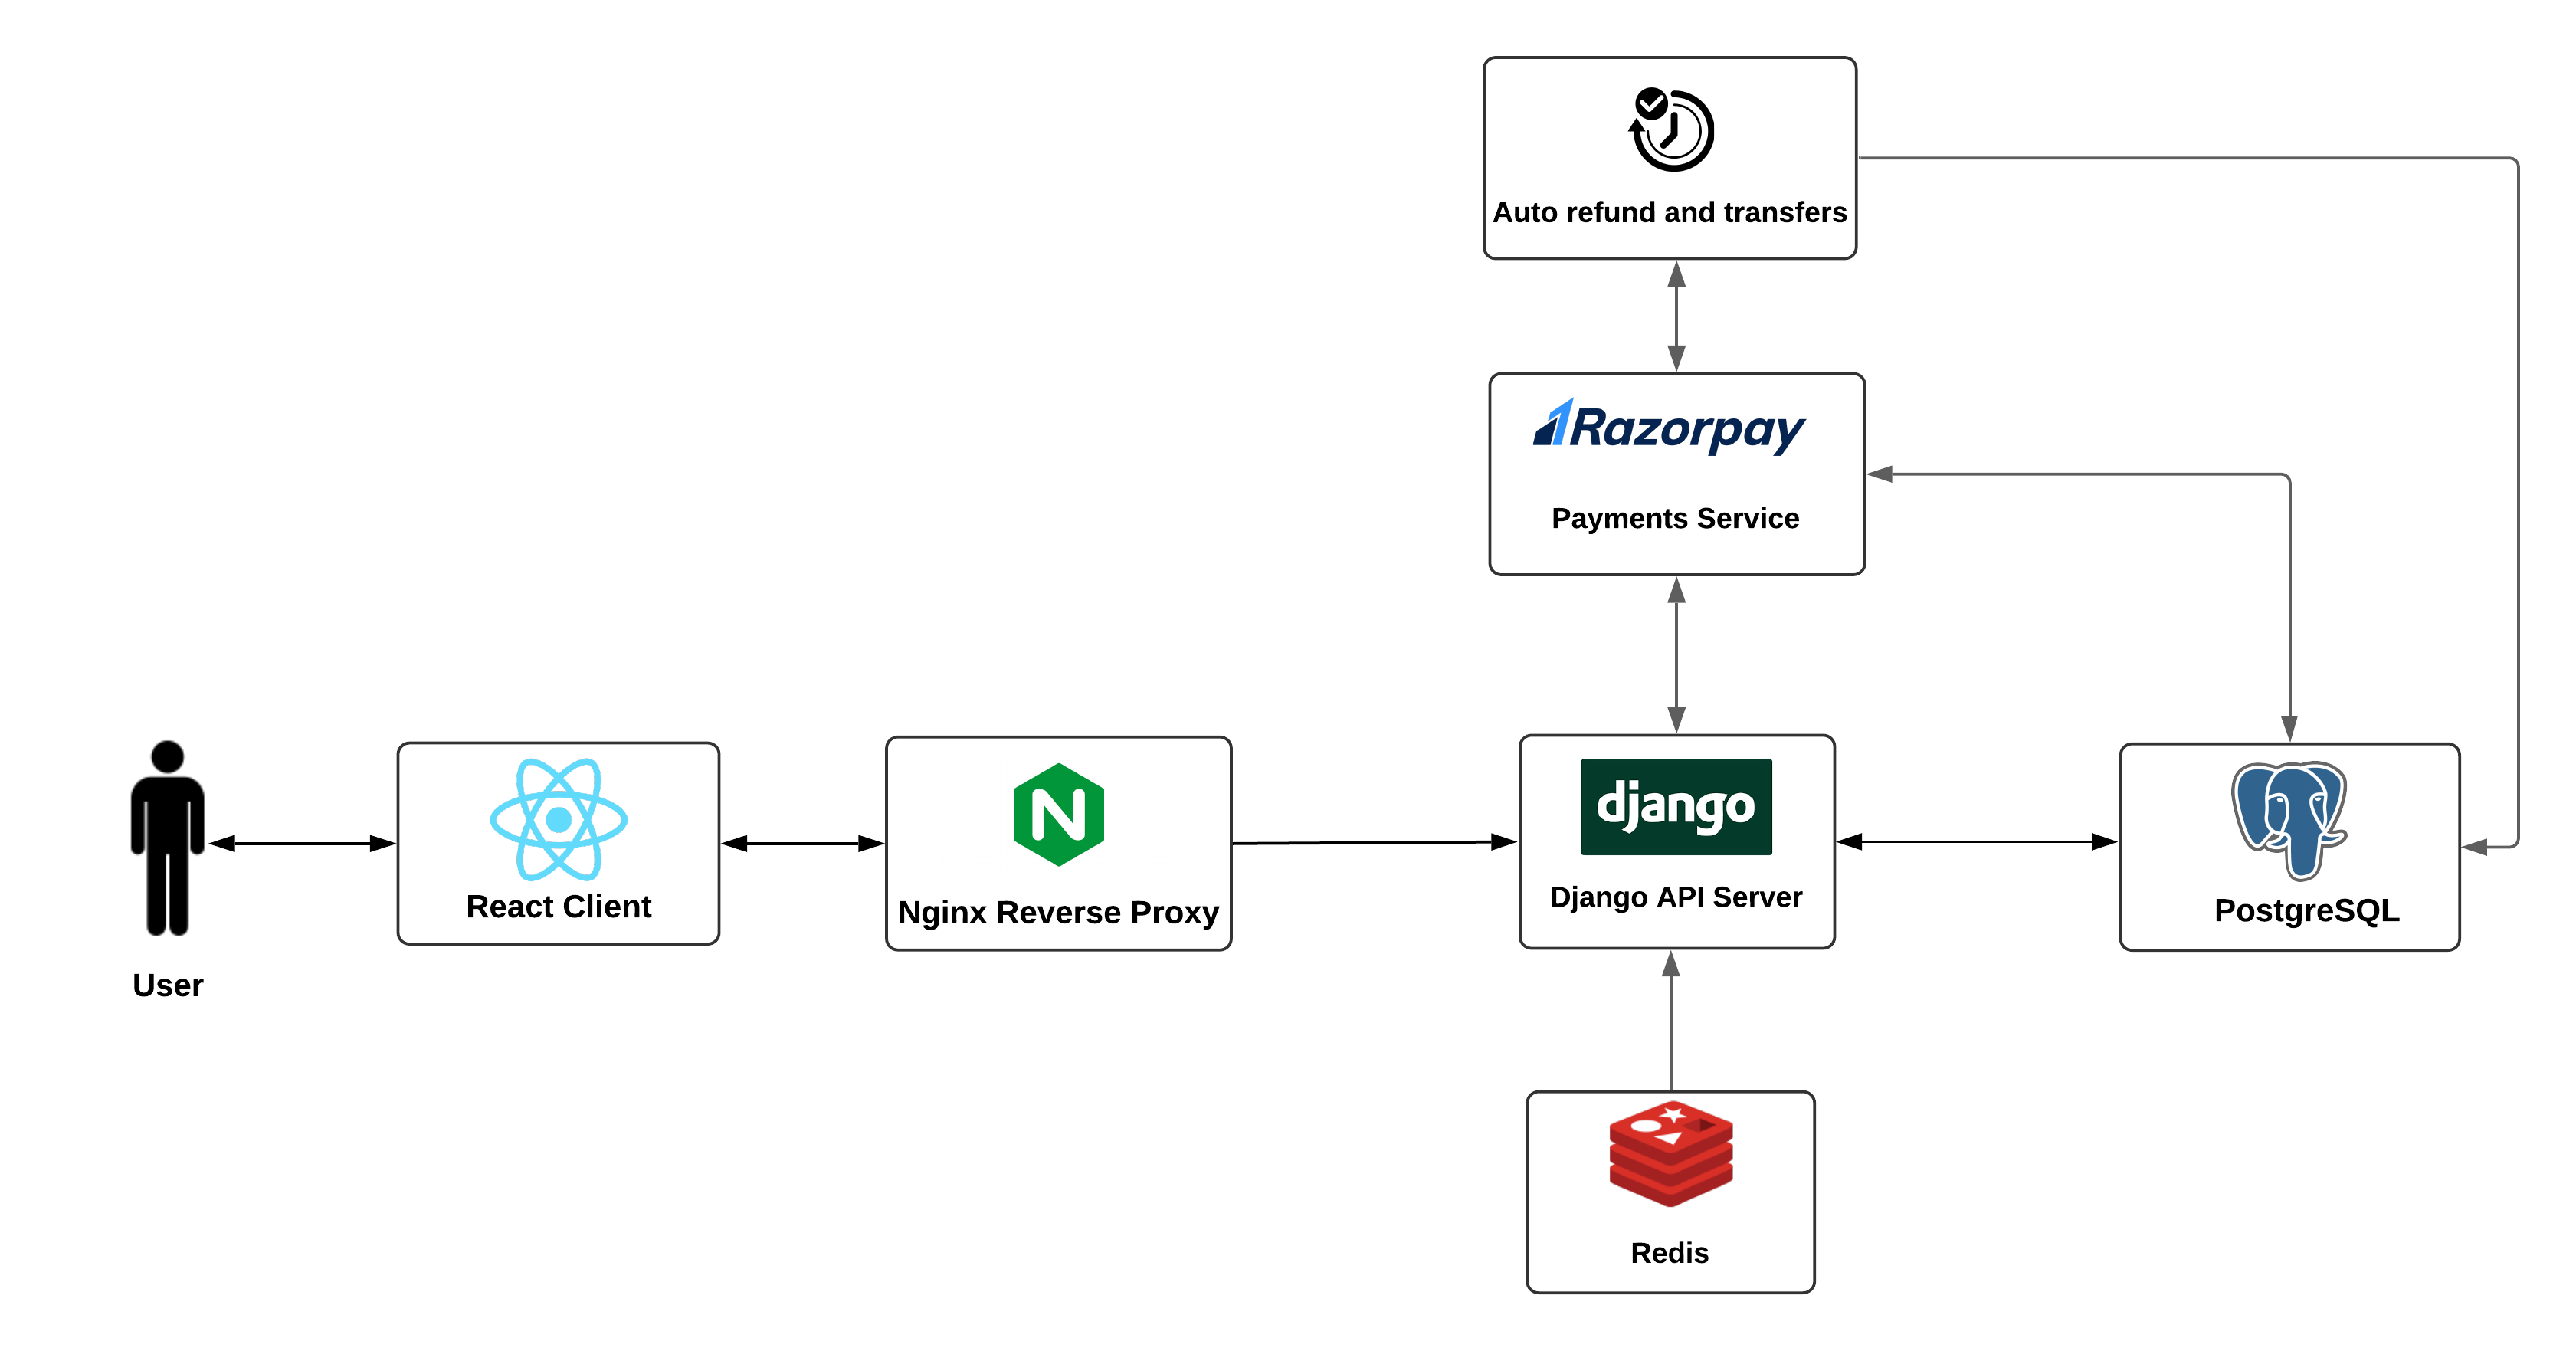 Auto refund and transfers
Razorpay
Payments Service
User
React Client
N
Nginx Reverse Proxy
django
Django API Server
PostgreSQL
Redis